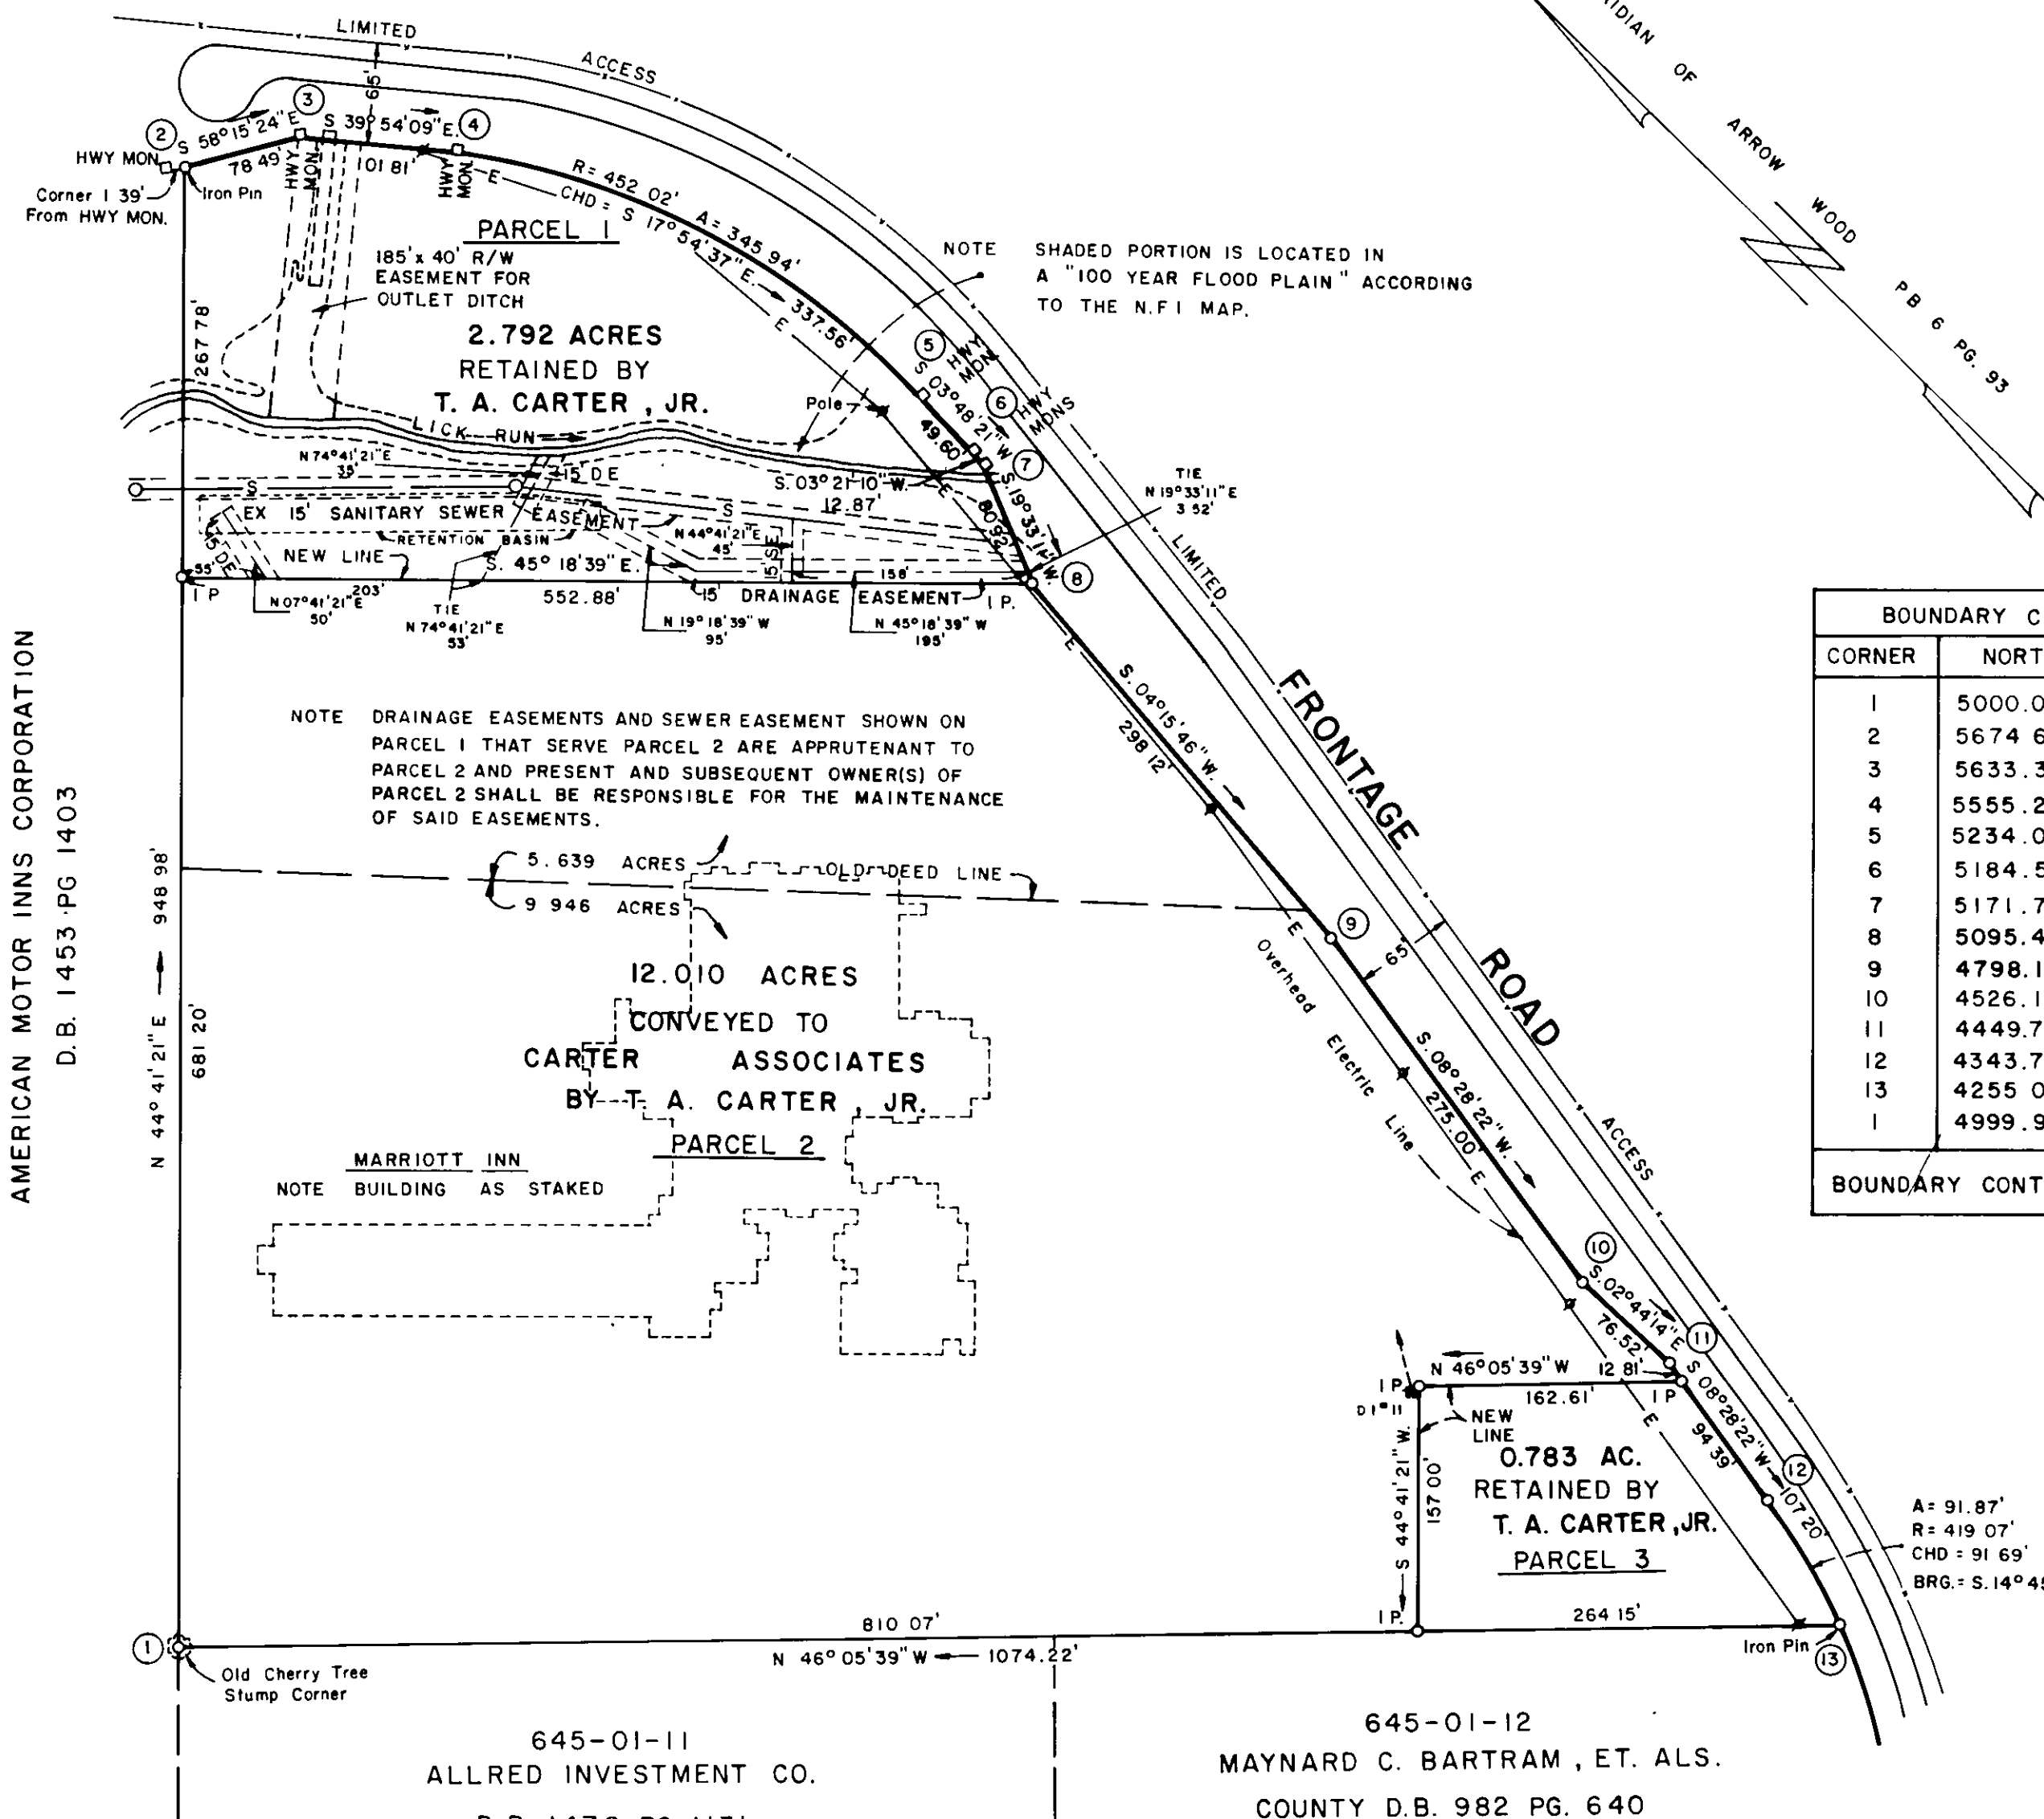 LIMITED
ACCESS
65'
RIDIAN OF ARROW WOOD PB 6 PG. 93
2
3
4
S 58°15'24"E
78 49'
S 39°54'09"E.
01 81'
HWY MON.
Corner 1 39'
From HWY MON.
Iron Pin
HWY
MON
HWY
MON.
R= 452 02' A= 345 94'
E
CHD = S 17°54'37"E.
337.56'
E
PARCEL 1
185' x 40' R/W
EASEMENT FOR
OUTLET DITCH
2.792 ACRES
RETAINED BY
T. A. CARTER , JR.
267 78'
NOTE SHADED PORTION IS LOCATED IN
A "100 YEAR FLOOD PLAIN" ACCORDING
TO THE N.F I MAP.
5
HWY
MON
S 03°48'21"W
49.60'
6
HWY
MONS
7
Pole
LICK RUN
N 74°41'21"E
35'
15' D E
S. 03°21'10" W.
12.87'
S. 19°33'11" W.
80.92'
E
TIE
N 19°33'11"E
3 52'
8
S
S
EX 15' SANITARY SEWER EASEMENT
RETENTION BASIN
N 44°41'21"E
45'
15' S E
15' DE
NEW LINE
S. 45°18'39"E.
158'
55'
203'
I P
552.88'
15' DRAINAGE EASEMENT
I P.
N 07°41'21"E
50'
TIE
N 74°41'21"E
53'
N 19°18'39"W
95'
N 45°18'39"W
195'
LIMITED
E
FRONTAGE
ROAD
ACCESS
BOUNDARY C
CORNER NORT
1 5000.0
2 5674 6
3 5633.3
4 5555.2
5 5234.0
6 5184.5
7 5171.7
8 5095.4
9 4798.1
10 4526.1
11 4449.7
12 4343.7
13 4255 0
1 4999.9
BOUNDARY CONT
AMERICAN MOTOR INNS CORPORATION
D.B. 1453 PG 1403
N 44°41'21"E 948 98'
681 20'
NOTE DRAINAGE EASEMENTS AND SEWER EASEMENT SHOWN ON
PARCEL 1 THAT SERVE PARCEL 2 ARE APPRUTENANT TO
PARCEL 2 AND PRESENT AND SUBSEQUENT OWNER(S) OF
PARCEL 2 SHALL BE RESPONSIBLE FOR THE MAINTENANCE
OF SAID EASEMENTS.
S. 04°15'46"W.
298 12'
5.639 ACRES
OLD DEED LINE
9 946 ACRES
E
9
65'
Overhead Electric Line
12.010 ACRES
CONVEYED TO
CARTER ASSOCIATES
BY T. A. CARTER , JR.
PARCEL 2
MARRIOTT INN
NOTE BUILDING AS STAKED
S. 08°28'22"W.
275.00'
E
10
S. 02°44'14"E
76.52'
11
N 46°05'39"W
12 81'
I P
162.61'
I P
D I #11
NEW
LINE
S 08°28'22"W
94 39'
107 20'
12
E
0.783 AC.
RETAINED BY
T. A. CARTER ,JR.
PARCEL 3
S 44°41'21"W.
157 00'
A= 91.87'
R= 419 07'
CHD = 91 69'
BRG.= S.14°45
I P.
264 15'
Iron Pin
13
1
810 07'
N 46°05'39"W 1074.22'
Old Cherry Tree
Stump Corner
645-01-11
ALLRED INVESTMENT CO.
645-01-12
MAYNARD C. BARTRAM , ET. ALS.
COUNTY D.B. 982 PG. 640